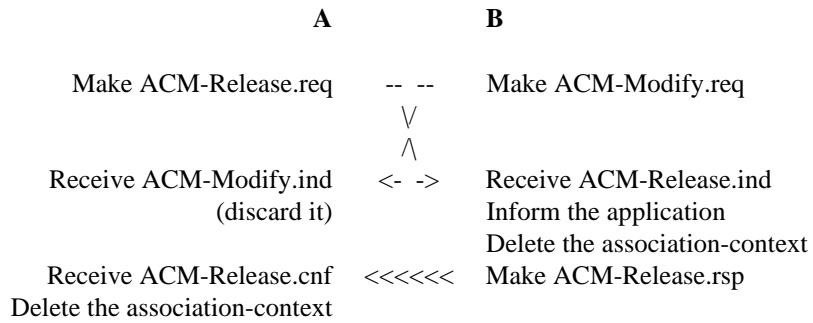 A B
Make ACM-Release.req -- -- Make ACM-Modify.req
\/
/\
Receive ACM-Modify.ind <- -> Receive ACM-Release.ind
(discard it) Inform the application
Delete the association-context
Receive ACM-Release.cnf <<<<<< Make ACM-Release.rsp
Delete the association-context